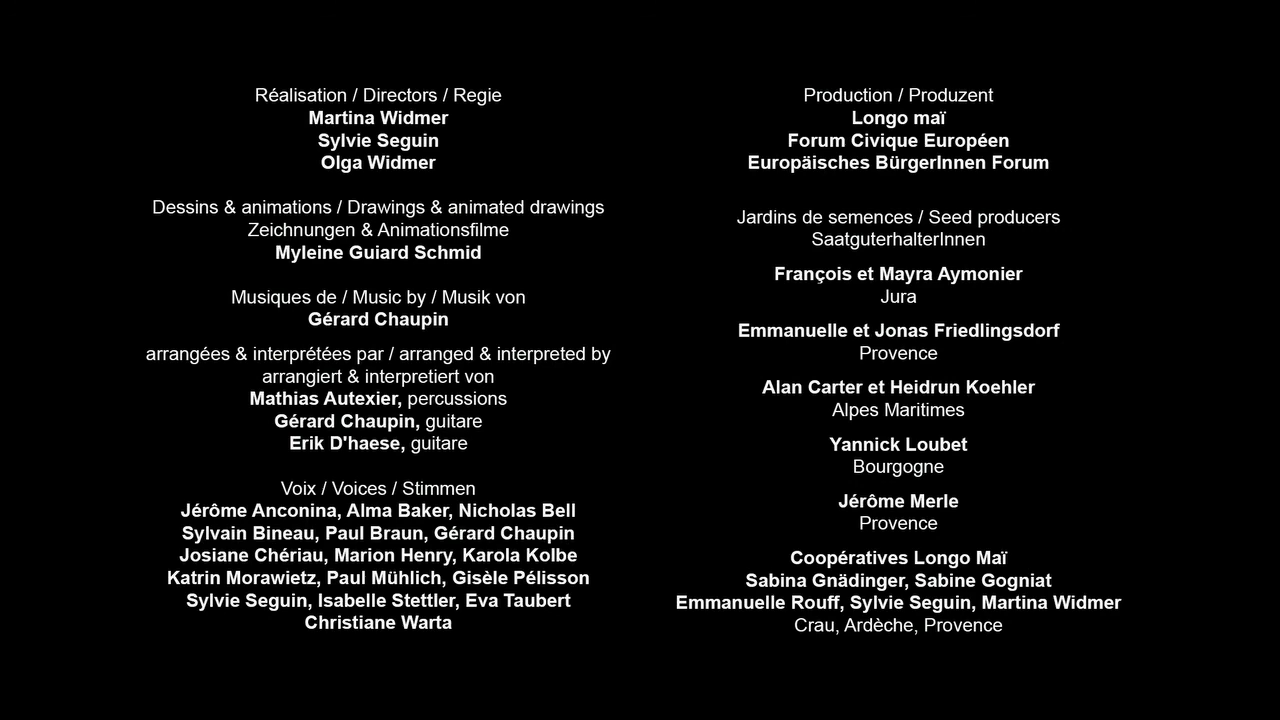 Réalisation / Directors / Regie
Martina Widmer
Sylvie Seguin
Olga Widmer
Dessins & animations / Drawings & animated drawings
Zeichnungen & Animationsfilme
Myleine Guiard Schmid
Musiques de / Music by / Musik von
Gérard Chaupin
arrangées & interprétées par / arranged & interpreted by
arrangiert & interpretiert von
Mathias Autexier, percussions
Gérard Chaupin, guitare
Erik D'haese, guitare
Voix / Voices / Stimmen
Jérôme Anconina, Alma Baker, Nicholas Bell
Sylvain Bineau, Paul Braun, Gérard Chaupin
Josiane Chériau, Marion Henry, Karola Kolbe
Katrin Morawietz, Paul Mühlich, Gisèle Pélisson
Sylvie Seguin, Isabelle Stettler, Eva Taubert
Christiane Warta
Production / Produzent
Longo maï
Forum Civique Européen
Europäisches BürgerInnen Forum
Jardins de semences / Seed producers
SaatguterhalterInnen
François et Mayra Aymonier
Jura
Emmanuelle et Jonas Friedlingsdorf
Provence
Alan Carter et Heidrun Koehler
Alpes Maritimes
Yannick Loubet
Bourgogne
Jérôme Merle
Provence
Coopératives Longo Maï
Sabina Gnädinger, Sabine Gogniat
Emmanuelle Rouff, Sylvie Seguin, Martina Widmer
Crau, Ardèche, Provence